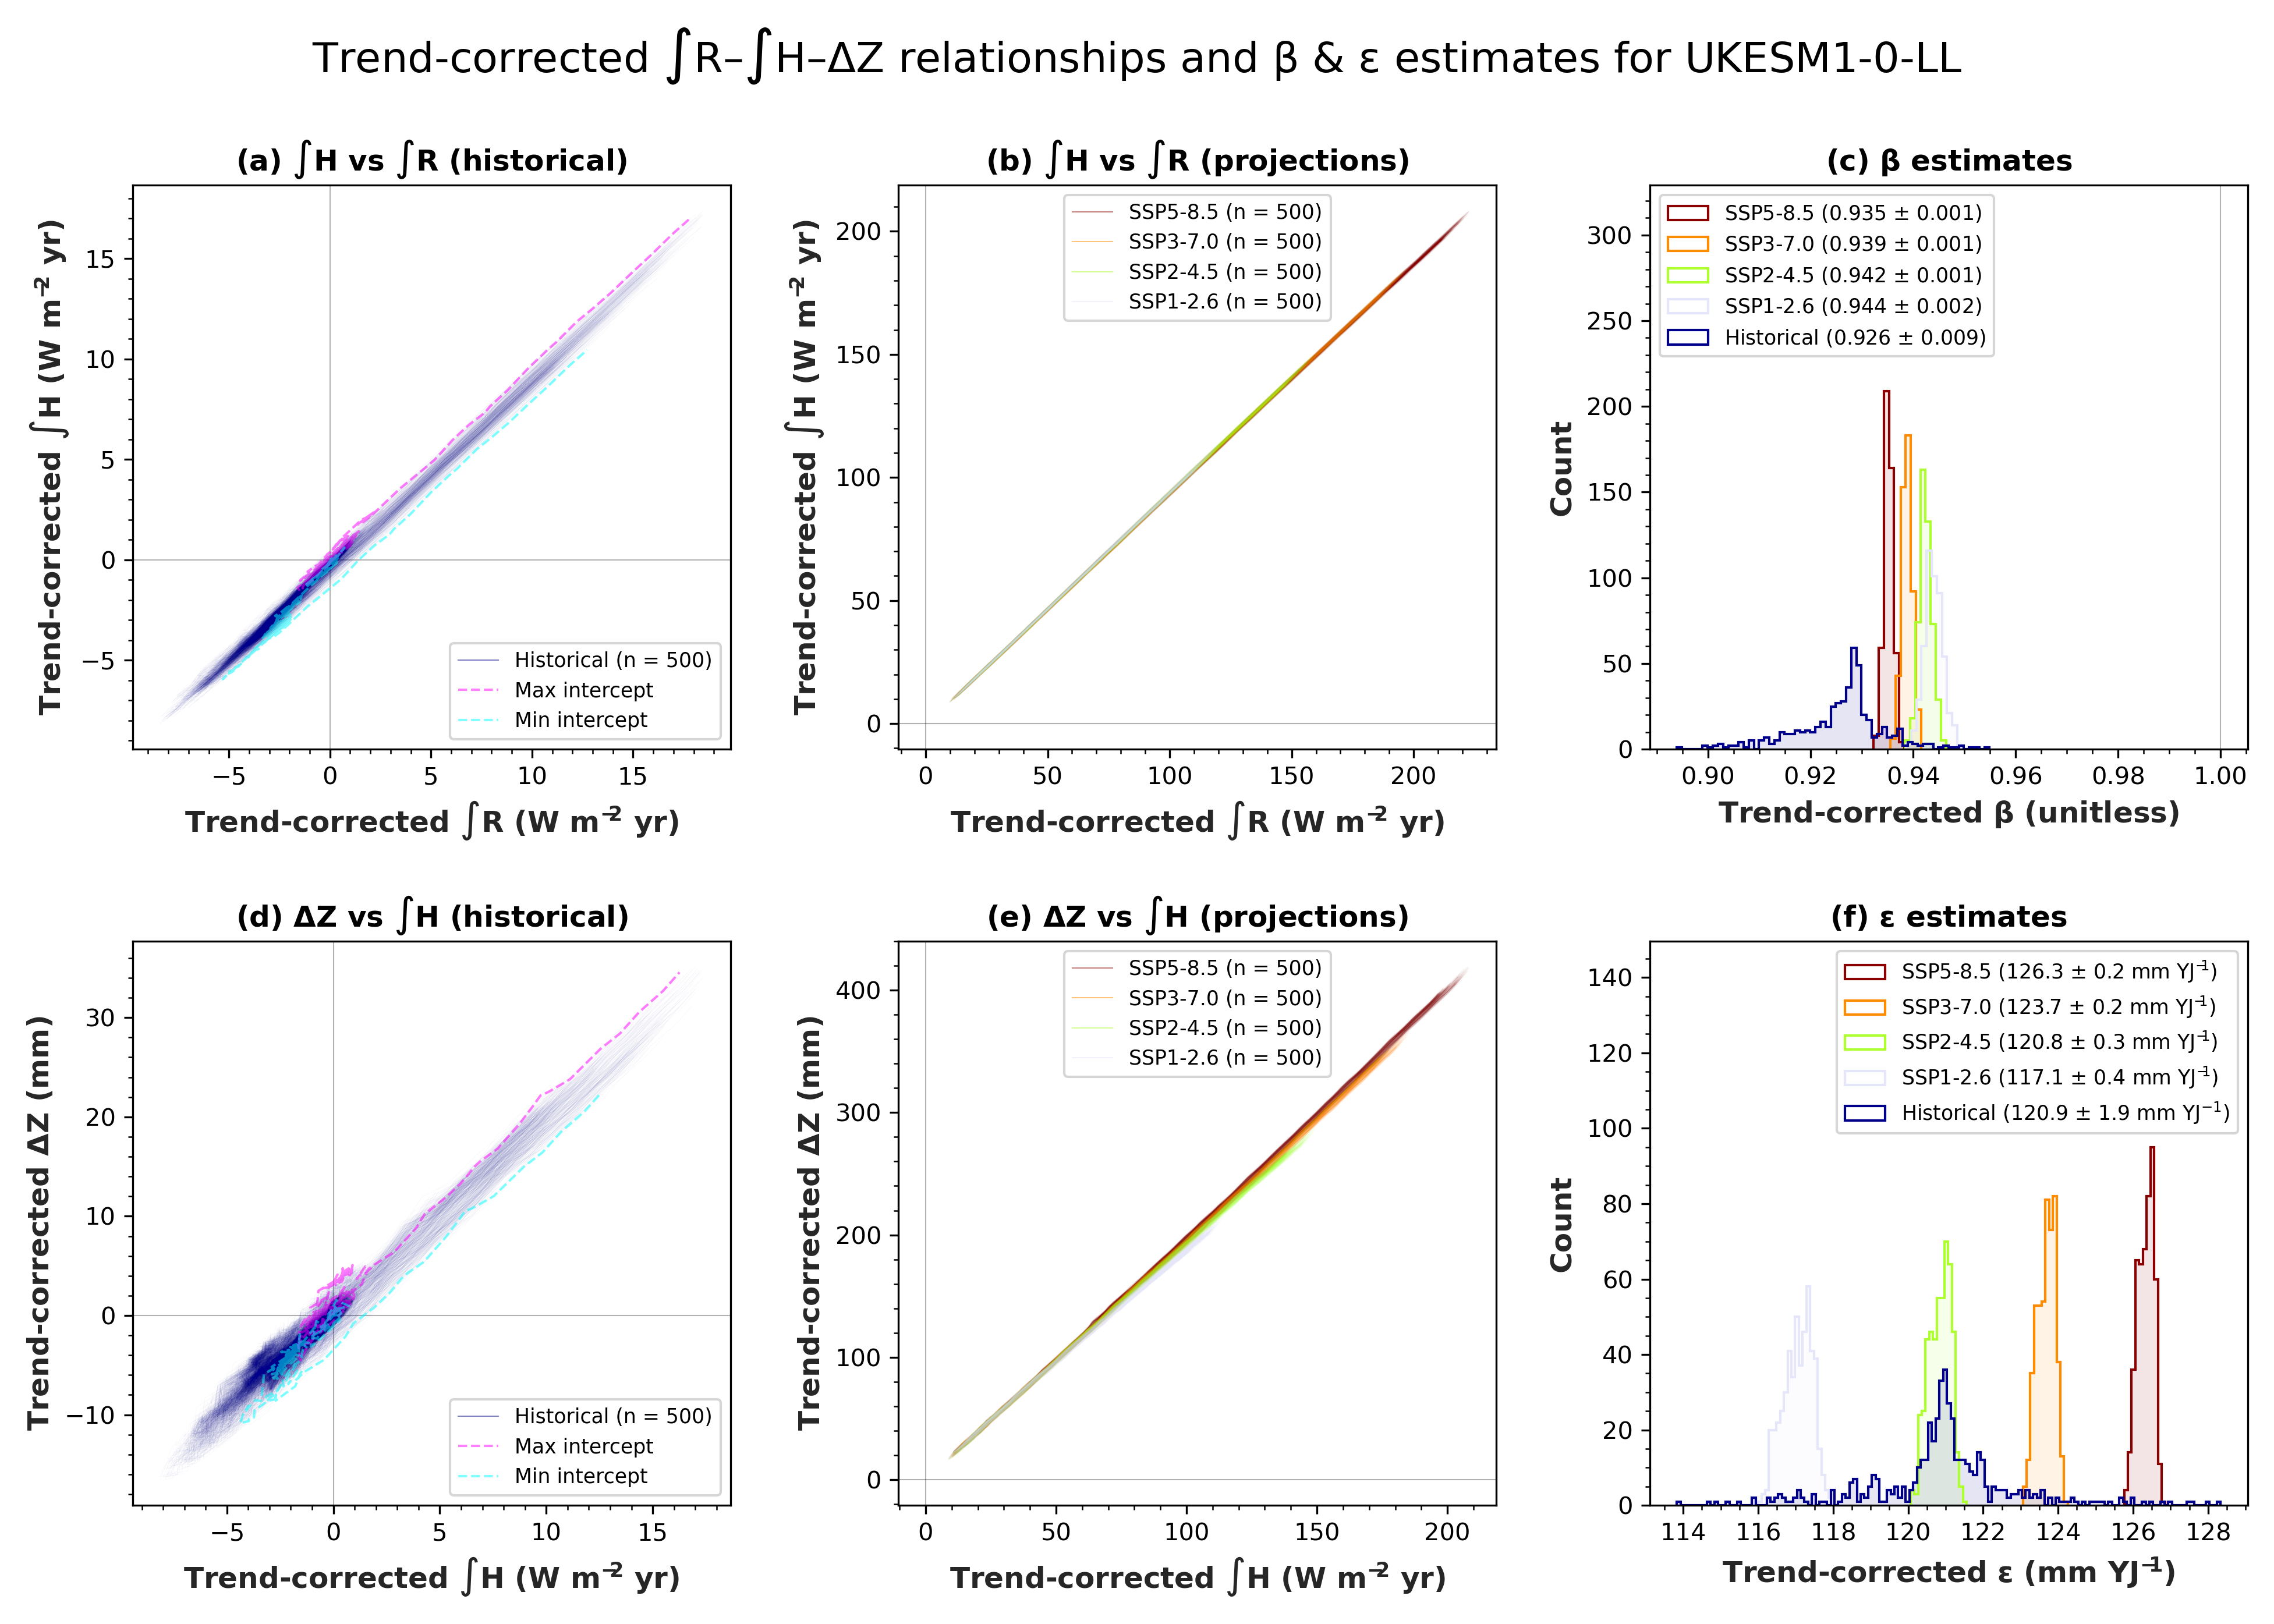 Trend-corrected ∫R–∫H–ΔZ relationships and β & ε estimates for UKESM1-0-LL
(a) ∫H vs ∫R (historical)
Trend-corrected ∫H (W m⁻² yr)
15
10
5
0
−5
−5 0 5 10 15
Trend-corrected ∫R (W m⁻² yr)
Historical (n = 500)
Max intercept
Min intercept
(b) ∫H vs ∫R (projections)
Trend-corrected ∫H (W m⁻² yr)
200
150
100
50
0
0 50 100 150 200
Trend-corrected ∫R (W m⁻² yr)
SSP5-8.5 (n = 500)
SSP3-7.0 (n = 500)
SSP2-4.5 (n = 500)
SSP1-2.6 (n = 500)
(c) β estimates
Count
300
250
200
150
100
50
0
0.90 0.92 0.94 0.96 0.98 1.00
Trend-corrected β (unitless)
SSP5-8.5 (0.935 ± 0.001)
SSP3-7.0 (0.939 ± 0.001)
SSP2-4.5 (0.942 ± 0.001)
SSP1-2.6 (0.944 ± 0.002)
Historical (0.926 ± 0.009)
(d) ΔZ vs ∫H (historical)
Trend-corrected ΔZ (mm)
30
20
10
0
−10
−5 0 5 10 15
Trend-corrected ∫H (W m⁻² yr)
Historical (n = 500)
Max intercept
Min intercept
(e) ΔZ vs ∫H (projections)
Trend-corrected ΔZ (mm)
400
300
200
100
0
0 50 100 150 200
Trend-corrected ∫H (W m⁻² yr)
SSP5-8.5 (n = 500)
SSP3-7.0 (n = 500)
SSP2-4.5 (n = 500)
SSP1-2.6 (n = 500)
(f) ε estimates
Count
140
120
100
80
60
40
20
0
114 116 118 120 122 124 126 128
Trend-corrected ε (mm YJ⁻¹)
SSP5-8.5 (126.3 ± 0.2 mm YJ⁻¹)
SSP3-7.0 (123.7 ± 0.2 mm YJ⁻¹)
SSP2-4.5 (120.8 ± 0.3 mm YJ⁻¹)
SSP1-2.6 (117.1 ± 0.4 mm YJ⁻¹)
Historical (120.9 ± 1.9 mm YJ⁻¹)